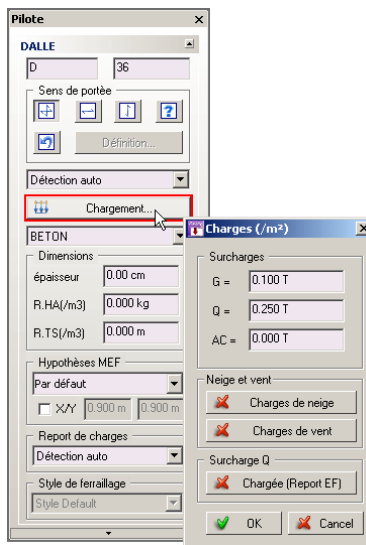 Pilote
DALLE
D 36
Sens de portèe
Définition...
Détection auto
Chargement...
BETON
Dimensions
épaisseur 0.00 cm
R.HA(/m3) 0.000 kg
R.TS(/m3) 0.000 m
Hypothèses MEF
Par défaut
X/Y 0.900 m 0.900 m
Report de charges
Détection auto
Style de ferraillage
Style Default
Charges (/m²)
Surcharges
G = 0.100 T
Q = 0.250 T
AC = 0.000 T
Neige et vent
Charges de neige
Charges de vent
Surcharge Q
Chargée (Report EF)
OK Cancel